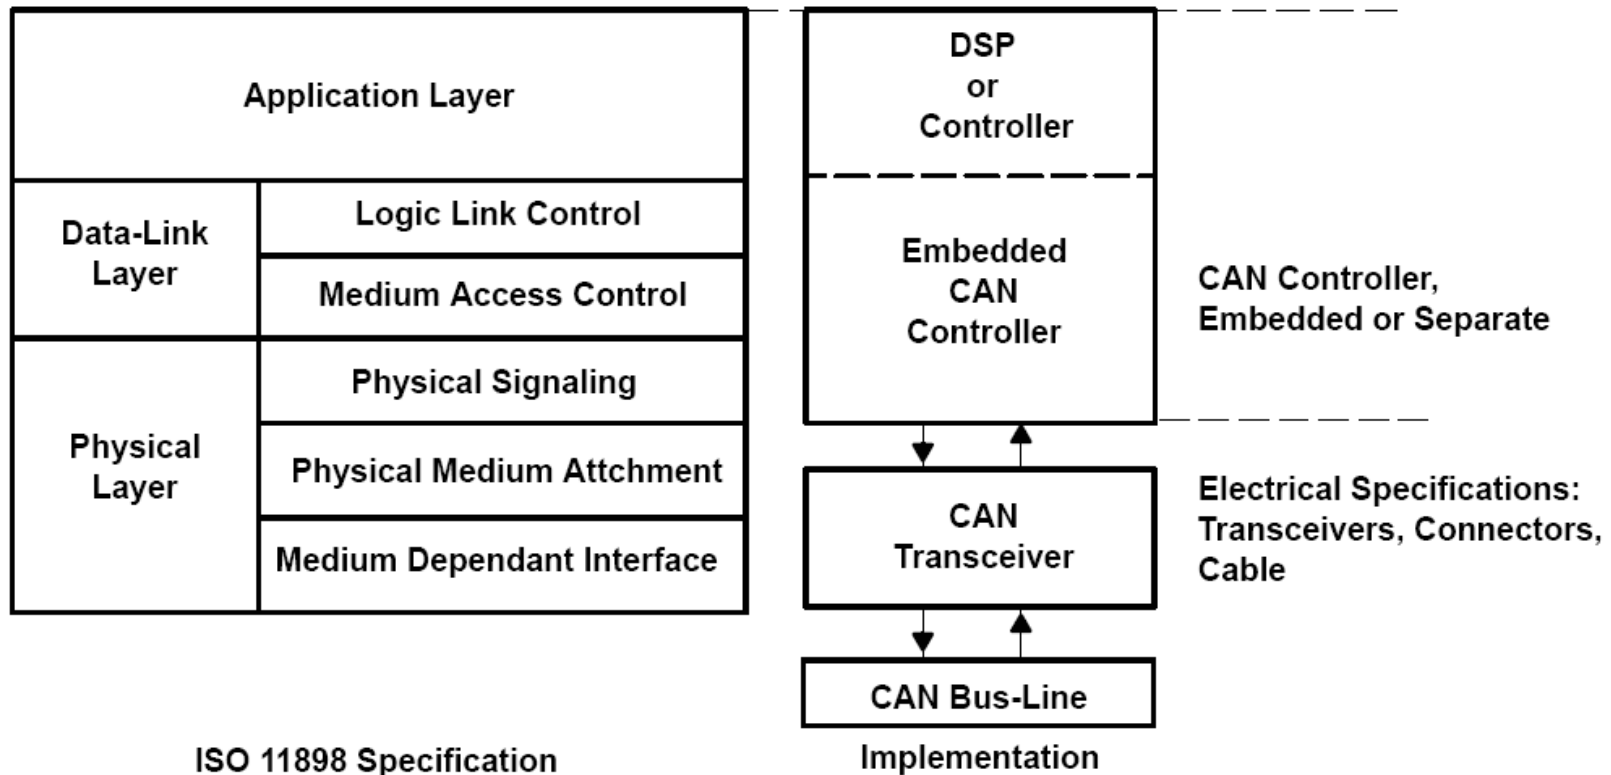 Application Layer
Data-Link
Layer
Logic Link Control
Medium Access Control
Physical
Layer
Physical Signaling
Physical Medium Attchment
Medium Dependant Interface
ISO 11898 Specification
DSP
or
Controller
Embedded
CAN
Controller
CAN
Transceiver
CAN Bus-Line
Implementation
CAN Controller,
Embedded or Separate
Electrical Specifications:
Transceivers, Connectors,
Cable